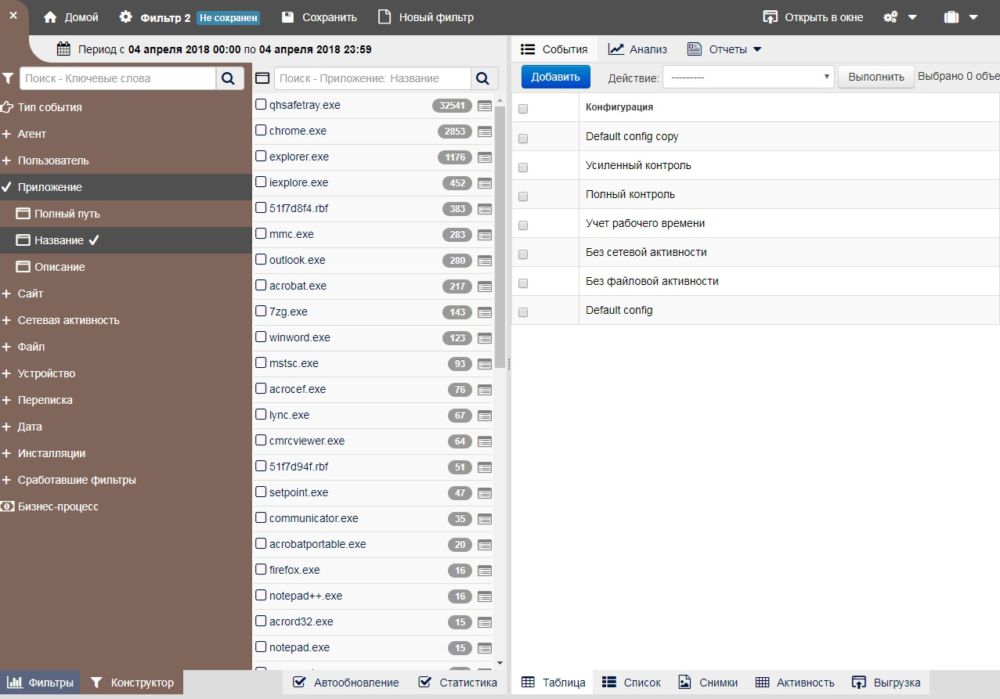 × Домой Фильтр 2 Не сохранен Сохранить Новый фильтр Открыть в окне
Период с 04 апреля 2018 00:00 по 04 апреля 2018 23:59
Поиск - Ключевые слова
Тип события
Агент
Пользователь
Приложение
Полный путь
Название
Описание
Сайт
Сетевая активность
Файл
Устройство
Переписка
Дата
Инсталляции
Сработавшие фильтры
Бизнес-процесс
Фильтры Конструктор
Поиск - Приложение: Название
qhsafetray.exe 32541
chrome.exe 2853
explorer.exe 1176
iexplore.exe 452
51f7d8f4.rbf 383
mmc.exe 283
outlook.exe 280
acrobat.exe 217
7zg.exe 143
winword.exe 123
mstsc.exe 93
acrocef.exe 76
lync.exe 67
cmrcviewer.exe 64
51f7d94f.rbf 51
setpoint.exe 47
communicator.exe 35
acrobatportable.exe 20
firefox.exe 16
notepad++.exe 16
acrord32.exe 15
notepad.exe 15
Автообновление Статистика
События Анализ Отчеты
Добавить Действие: --------- Выполнить Выбрано 0 объе
Конфигурация
Default config copy
Усиленный контроль
Полный контроль
Учет рабочего времени
Без сетевой активности
Без файловой активности
Default config
Таблица Список Снимки Активность Выгрузка